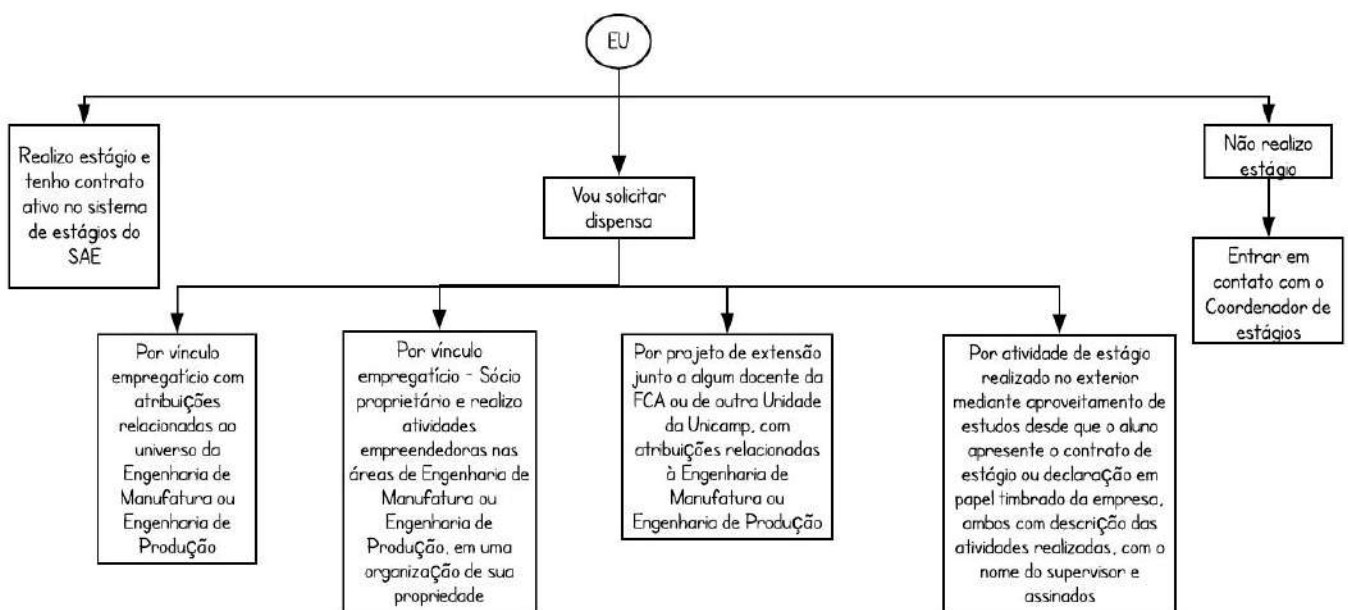 EU
Realizo estágio e
tenho contrato
ativo no sistema
de estágios do
SAE
Vou solicitar
dispensa
Não realizo
estágio
Entrar em
contato com o
Coordenador de
estágios
Por vínculo
empregatício com
atribuições
relacionadas ao
universo da
Engenharia de
Manufatura ou
Engenharia de
Produção
Por vínculo
empregatício - Sócio
proprietário e realizo
atividades
empreendedoras nas
áreas de Engenharia de
Manufatura ou
Engenharia de
Produção, em uma
organização de sua
propriedade
Por projeto de extensão
junto a algum docente da
FCA ou de outra Unidade
da Unicamp, com
atribuições relacionadas
à Engenharia de
Manufatura ou
Engenharia de Produção
Por atividade de estágio
realizado no exterior
mediante aproveitamento de
estudos desde que o aluno
apresente o contrato de
estágio ou declaração em
papel timbrado da empresa,
ambos com descrição das
atividades realizadas, com o
nome do supervisor e
assinados